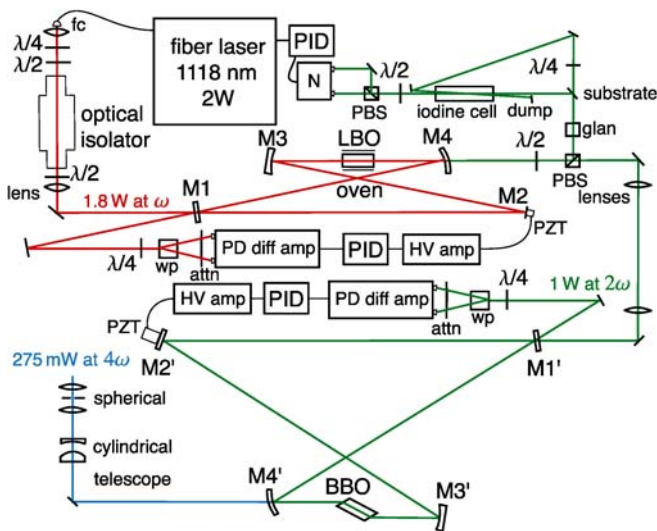 fc
λ/4
λ/2
optical
isolator
λ/2
lens
fiber laser
1118 nm
2W
PID
N
PBS
λ/2
iodine cell
dump
λ/4
substrate
glan
PBS
λ/2
lenses
M3
LBO
oven
M4
1.8 W at ω
M1
M2
PZT
λ/4
wp
attn
PD diff amp
PID
HV amp
HV amp
PID
PD diff amp
attn
wp
λ/4
1 W at 2ω
PZT
M2'
M1'
275 mW at 4ω
spherical
cylindrical
telescope
M4'
BBO
M3'